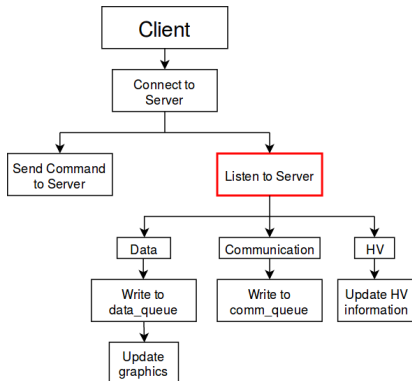 Client
Connect to
Server
Send Command
to Server
Listen to Server
Data
Communication
HV
Write to
data_queue
Write to
comm_queue
Update HV
information
Update
graphics